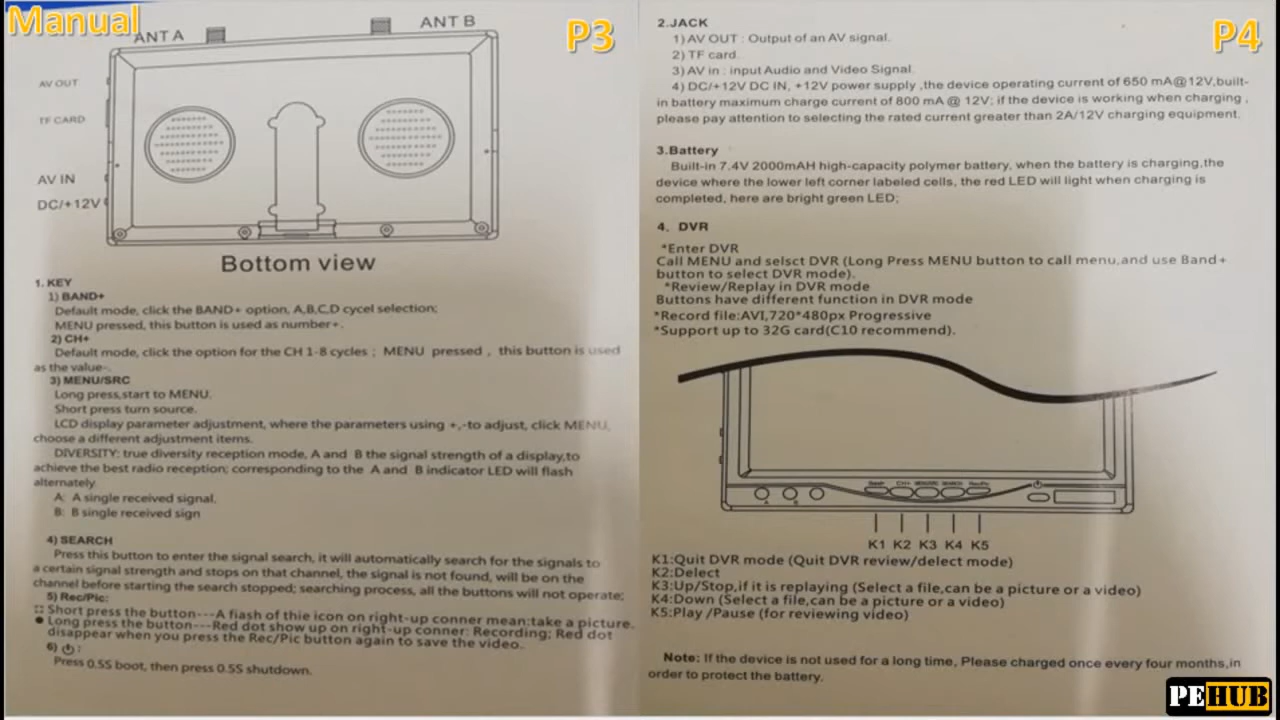 Manual
P3
ANT A
ANT B
AV OUT
TF CARD
AV IN
DC/+12V
Bottom view
1. KEY
1) BAND+
Default mode, click the BAND+ option, A,B,C,D cycel selection;
MENU pressed, this button is used as number+.
2) CH+
Default mode, click the option for the CH 1-8 cycles ; MENU pressed , this button is used
as the value-.
3) MENU/SRC
Long press,start to MENU.
Short press turn source.
LCD display parameter adjustment, where the parameters using +,-to adjust, click MENU,
choose a different adjustment items.
DIVERSITY: true diversity reception mode, A and B the signal strength of a display,to
achieve the best radio reception; corresponding to the A and B indicator LED will flash
alternately
A: A single received signal.
B: B single received sign
4) SEARCH
Press this button to enter the signal search, it will automatically search for the signals to
a certain signal strength and stops on that channel, the signal is not found, will be on the
channel before starting the search stopped; searching process, all the buttons will not operate;
5) Rec/Pic:
Short press the button---A fiash of thie icon on right-up conner mean:take a picture.
● Long press the button---Red dot show up on right-up conner: Recording; Red dot
disappear when you press the Rec/Pic button again to save the video.
6) ⏻ :
Press 0.5S boot, then press 0.5S shutdown.
P4
2.JACK
1) AV OUT : Output of an AV signal.
2) TF card.
3) AV in : input Audio and Video Signal.
4) DC/+12V DC IN, +12V power supply ,the device operating current of 650 mA@12V,built-
in battery maximum charge current of 800 mA @ 12V; if the device is working when charging ,
please pay attention to selecting the rated current greater than 2A/12V charging equipment.
3.Battery
Built-in 7.4V 2000mAH high-capacity polymer battery, when the battery is charging,the
device where the lower left corner labeled cells, the red LED will light when charging is
completed, here are bright green LED;
4. DVR
*Enter DVR
Call MENU and selsct DVR (Long Press MENU button to call menu,and use Band+
button to select DVR mode).
*Review/Replay in DVR mode
Buttons have different function in DVR mode
*Record file:AVI,720*480px Progressive
*Support up to 32G card(C10 recommend).
Band+ CH+ MENU/SRC SEARCH Rec/Pic
A B
K1 K2 K3 K4 K5
K1:Quit DVR mode (Quit DVR review/delect mode)
K2:Delect
K3:Up/Stop,if it is replaying (Select a file,can be a picture or a video)
K4:Down (Select a file,can be a picture or a video)
K5:Play /Pause (for reviewing video)
Note: If the device is not used for a long time, Please charged once every four months,in
order to protect the battery.
PEHUB